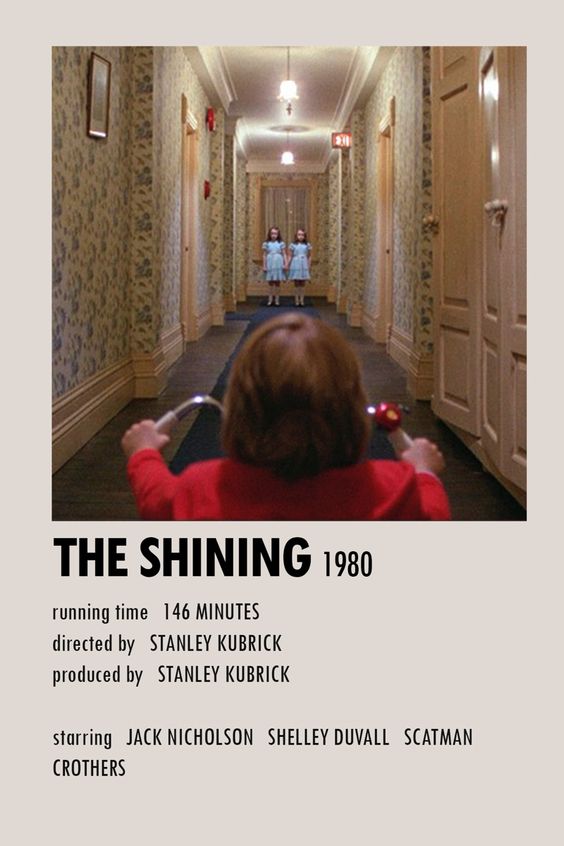 EXIT
THE SHINING 1980
running time 146 MINUTES
directed by STANLEY KUBRICK
produced by STANLEY KUBRICK
starring JACK NICHOLSON SHELLEY DUVALL SCATMAN
CROTHERS